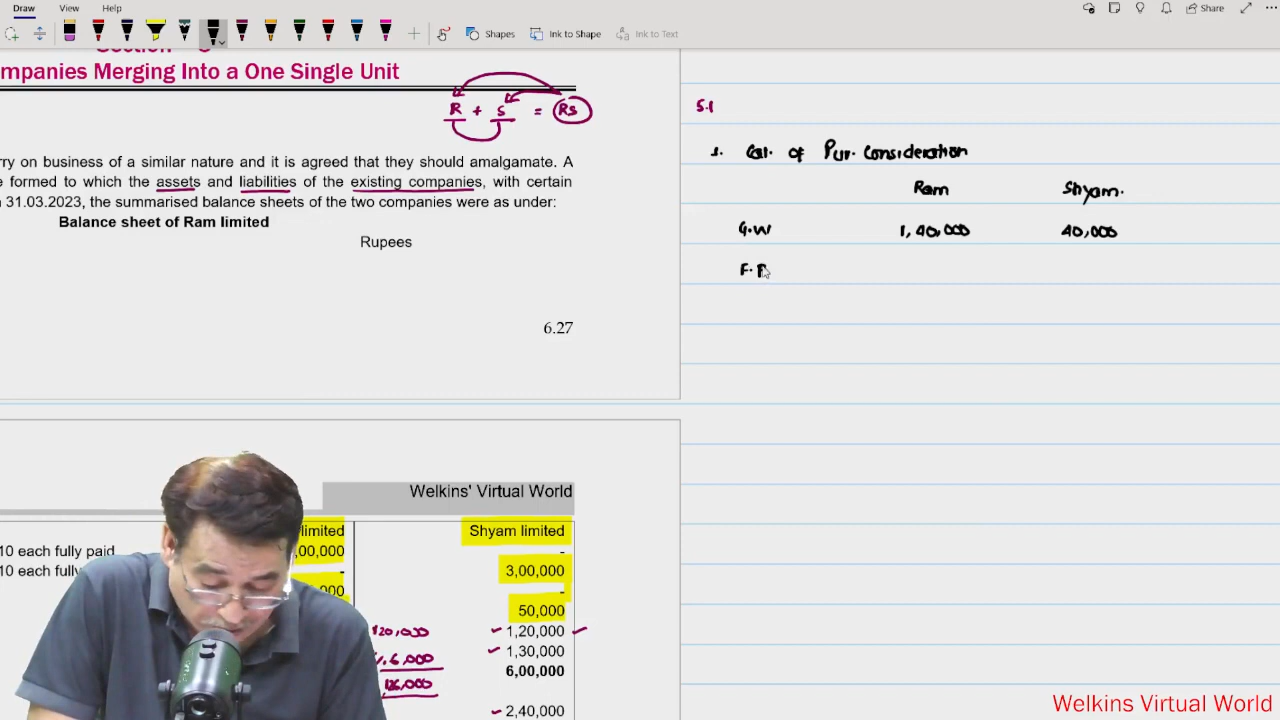 Draw View Help
Share
Shapes Ink to Shape Ink to Text
mpanies Merging Into a One Single Unit
R + S = RS
rry on business of a similar nature and it is agreed that they should amalgamate. A
e formed to which the assets and liabilities of the existing companies, with certain
31.03.2023, the summarised balance sheets of the two companies were as under:
Balance sheet of Ram limited
Rupees
6.27
Welkins' Virtual World
limited Shyam limited
10 each fully paid ,00,000 -
10 each fully - 3,00,000
-
50,000
1,20,000
1,30,000
6,00,000
2,40,000
5.1
1. Cal. of Pur. Consideration
Ram Shyam.
G.W 1,40,000 40,000
Welkins Virtual World